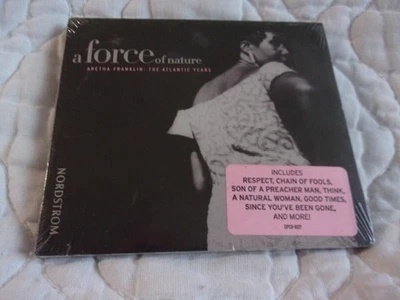 a force of nature
ARETHA FRANKLIN: THE ATLANTIC YEARS
NORDSTROM
INCLUDES
RESPECT, CHAIN OF FOOLS,
SON OF A PREACHER MAN, THINK,
A NATURAL WOMAN, GOOD TIMES,
SINCE YOU'VE BEEN GONE,
AND MORE!